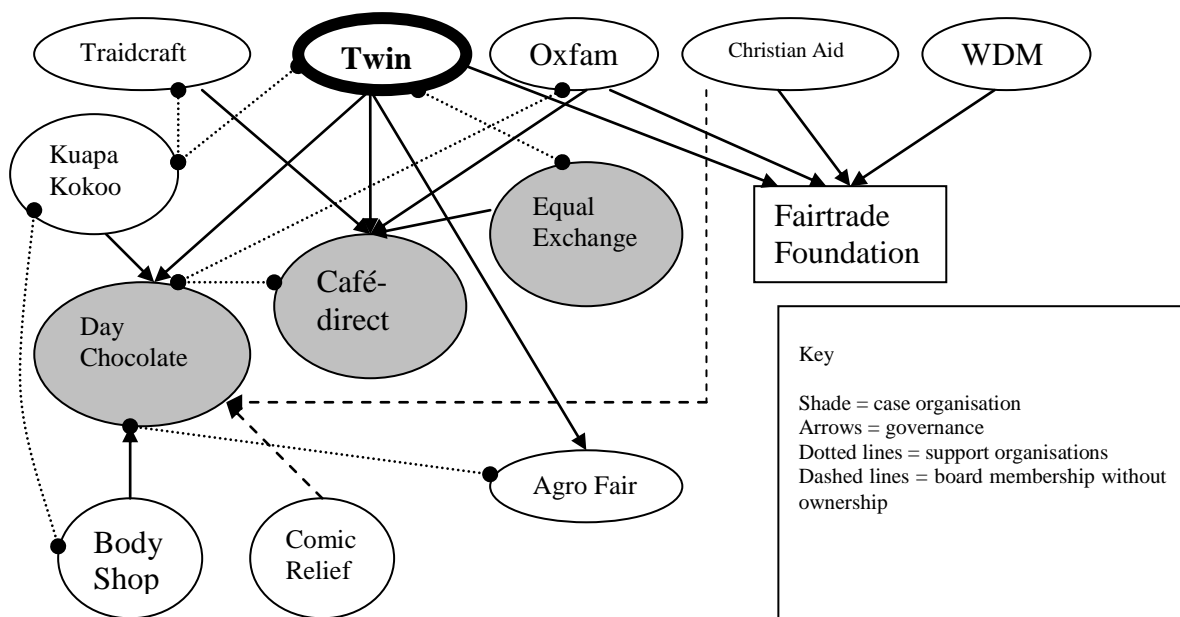 Traidcraft
Twin
Oxfam
Christian Aid
WDM
Kuapa
Kokoo
Equal
Exchange
Fairtrade
Foundation
Café-
direct
Day
Chocolate
Key
Shade = case organisation
Arrows = governance
Dotted lines = support organisations
Dashed lines = board membership without
ownership
Agro Fair
Body
Shop
Comic
Relief